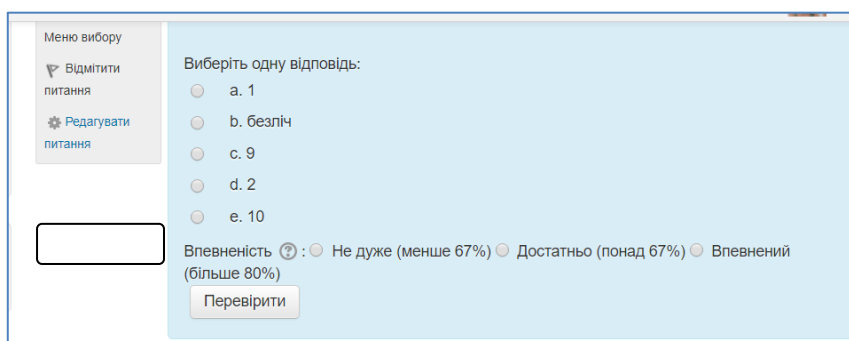 Меню вибору
Відмітити
питання
Редагувати
питання
Виберіть одну відповідь:
a. 1
b. безліч
c. 9
d. 2
e. 10
Впевненість ? : Не дуже (менше 67%) Достатньо (понад 67%) Впевнений
(більше 80%)
Перевірити